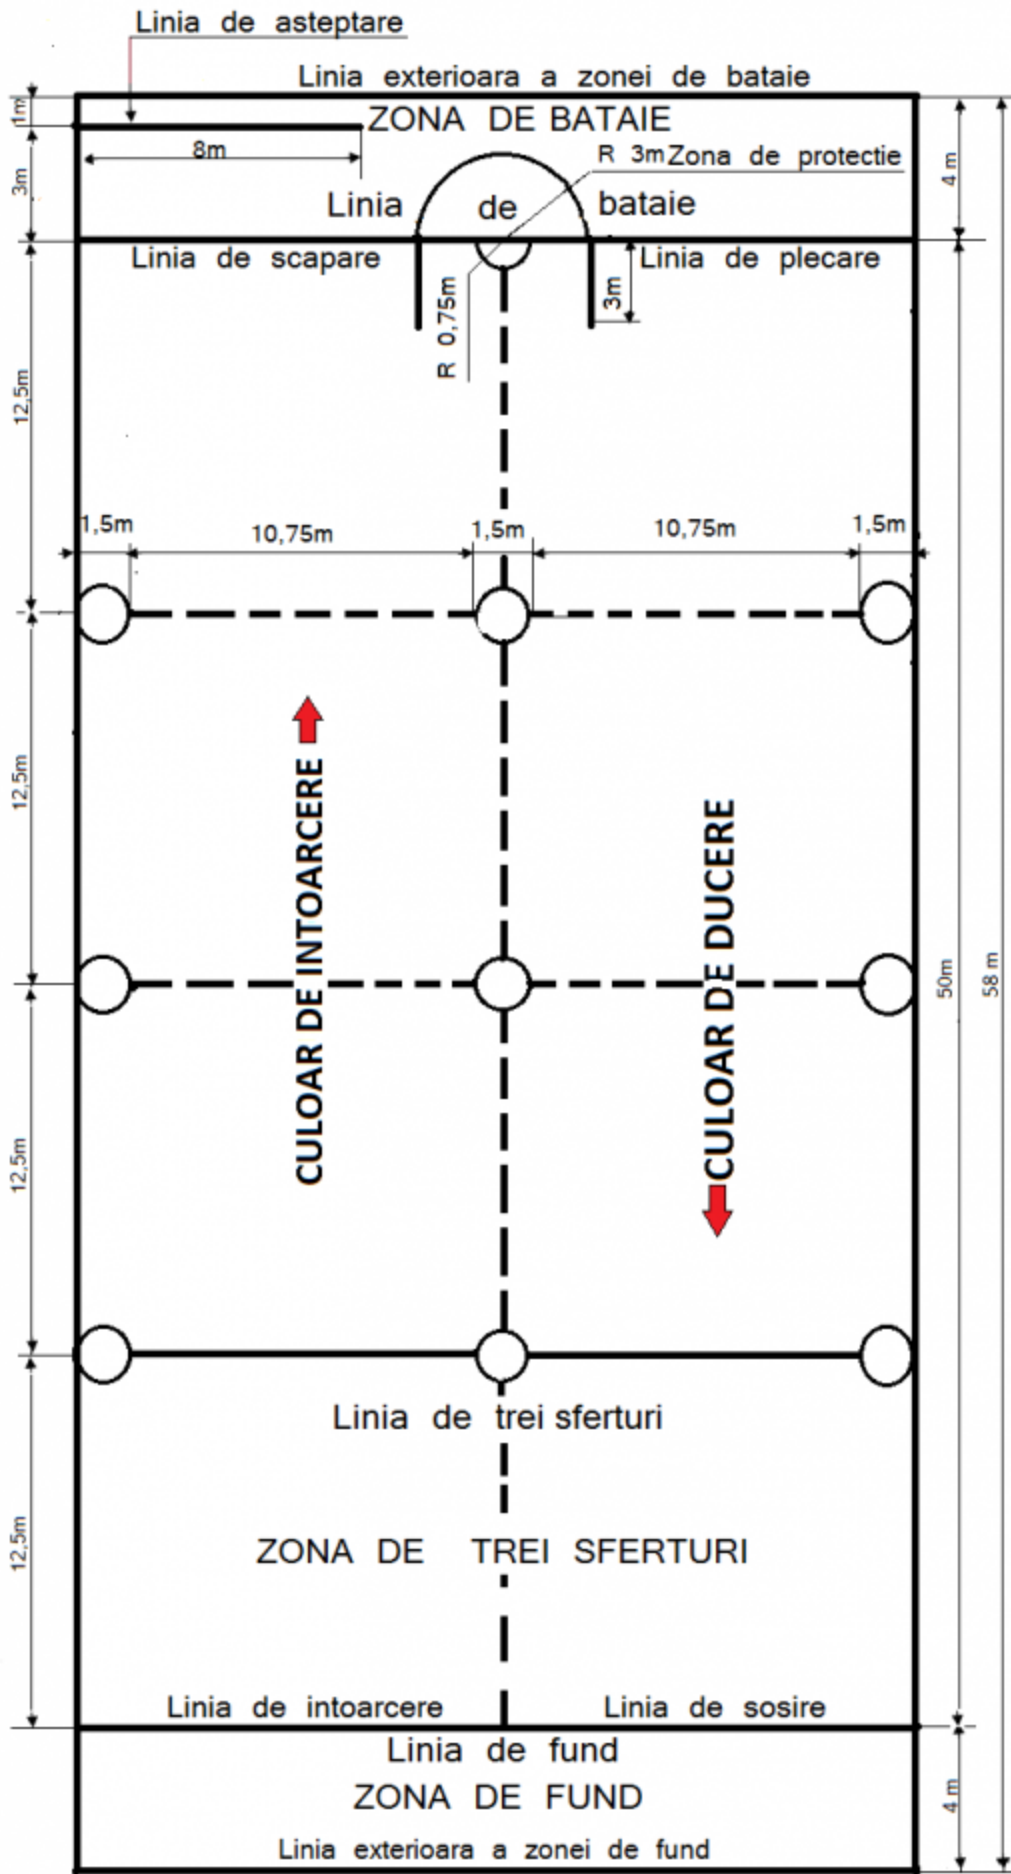 Linia de asteptare
Linia exterioara a zonei de bataie
1m
ZONA DE BATAIE
8m
R 3m Zona de protectie
4 m
3m
Linia de bataie
Linia de scapare
Linia de plecare
3m
R 0,75m
12,5m
1,5m
10,75m
1,5m
10,75m
1,5m
12,5m
CULOAR DE INTOARCERE
CULOAR DE DUCERE
50m
58 m
12,5m
Linia de trei sferturi
12,5m
ZONA DE TREI SFERTURI
Linia de intoarcere
Linia de sosire
Linia de fund
ZONA DE FUND
4 m
Linia exterioara a zonei de fund